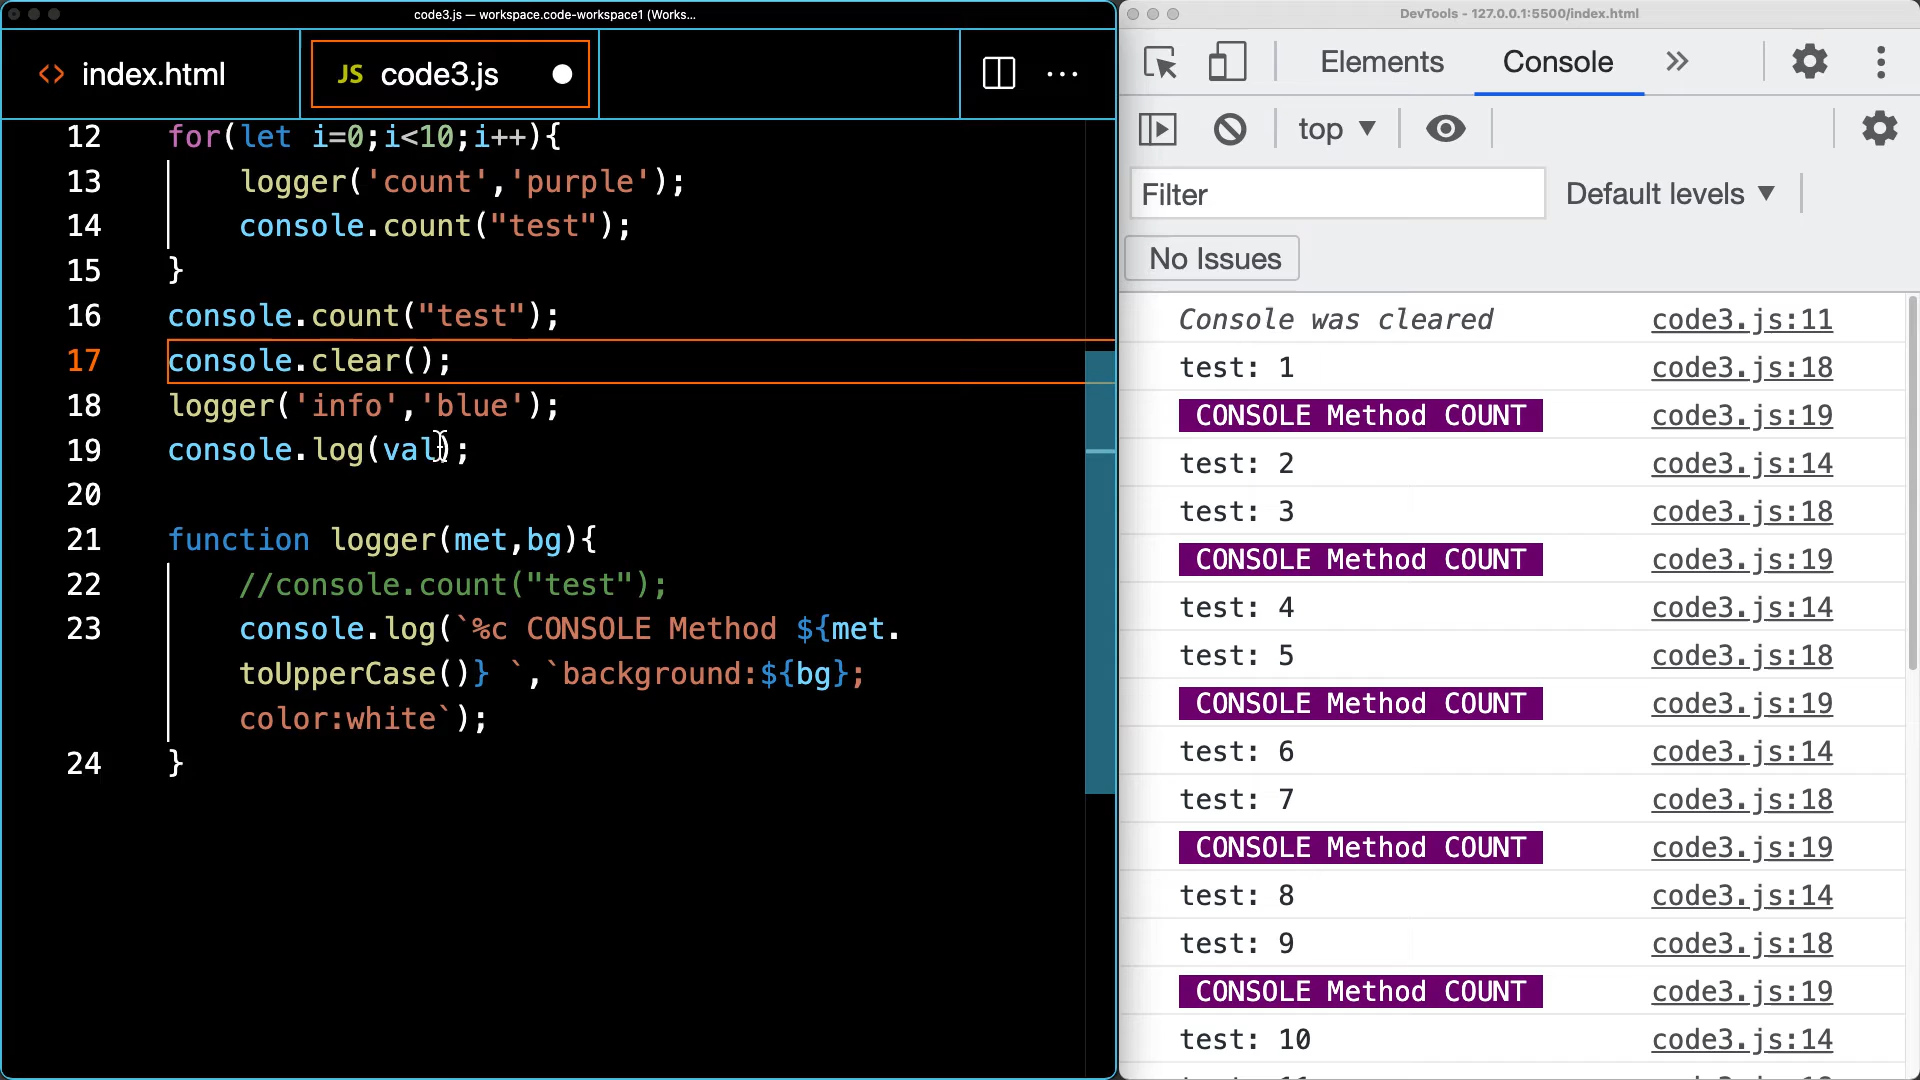 code3.js — workspace.code-workspace1 (Works...
index.html
JS code3.js
12 for(let i=0;i<10;i++){
13 logger('count','purple');
14 console.count("test");
15 }
16 console.count("test");
17 console.clear();
18 logger('info','blue');
19 console.log(val);
20
21 function logger(met,bg){
22 //console.count("test");
23 console.log(`%c CONSOLE Method ${met.
toUpperCase()} `,`background:${bg};
color:white`);
24 }
DevTools - 127.0.0.1:5500/index.html
Elements Console
top
Filter Default levels
No Issues
Console was cleared code3.js:11
test: 1 code3.js:18
CONSOLE Method COUNT code3.js:19
test: 2 code3.js:14
test: 3 code3.js:18
CONSOLE Method COUNT code3.js:19
test: 4 code3.js:14
test: 5 code3.js:18
CONSOLE Method COUNT code3.js:19
test: 6 code3.js:14
test: 7 code3.js:18
CONSOLE Method COUNT code3.js:19
test: 8 code3.js:14
test: 9 code3.js:18
CONSOLE Method COUNT code3.js:19
test: 10 code3.js:14